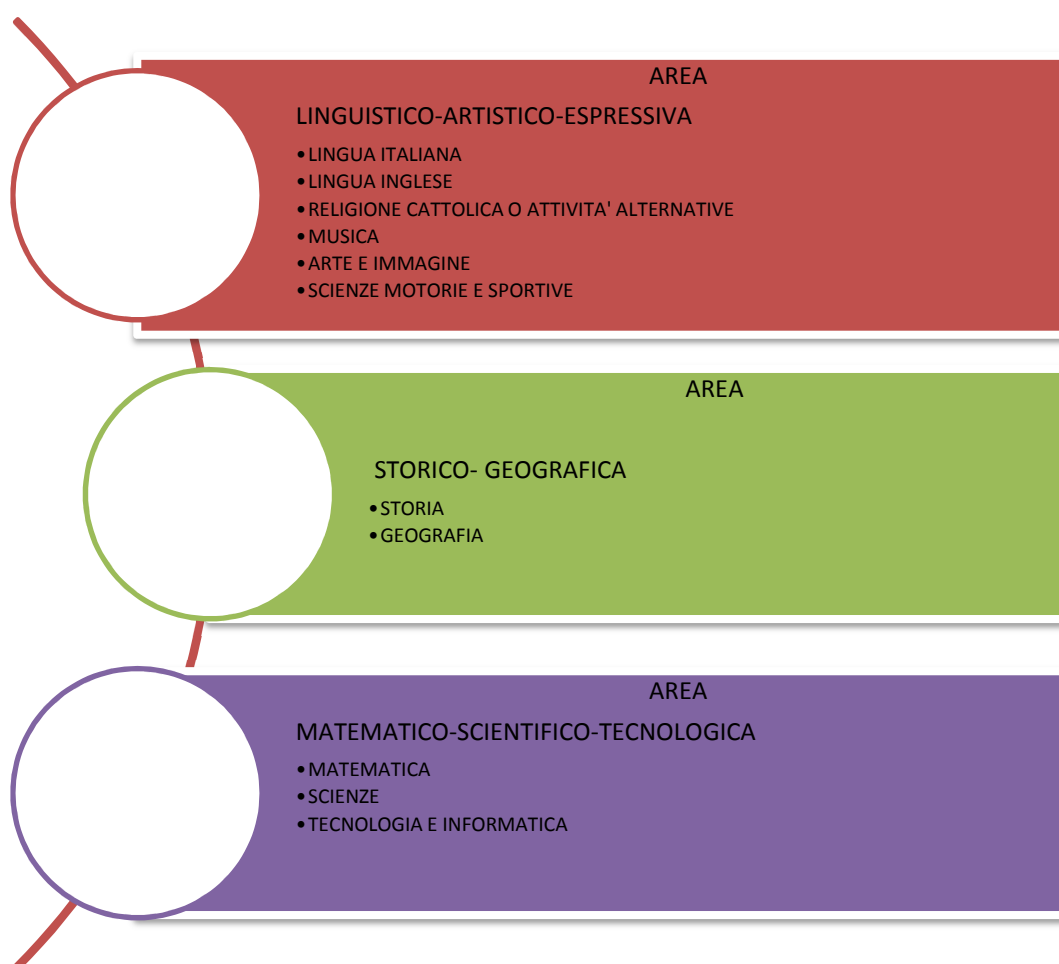 AREA
LINGUISTICO-ARTISTICO-ESPRESSIVA
•LINGUA ITALIANA
•LINGUA INGLESE
•RELIGIONE CATTOLICA O ATTIVITA' ALTERNATIVE
•MUSICA
•ARTE E IMMAGINE
•SCIENZE MOTORIE E SPORTIVE
AREA
STORICO- GEOGRAFICA
•STORIA
•GEOGRAFIA
AREA
MATEMATICO-SCIENTIFICO-TECNOLOGICA
•MATEMATICA
•SCIENZE
•TECNOLOGIA E INFORMATICA